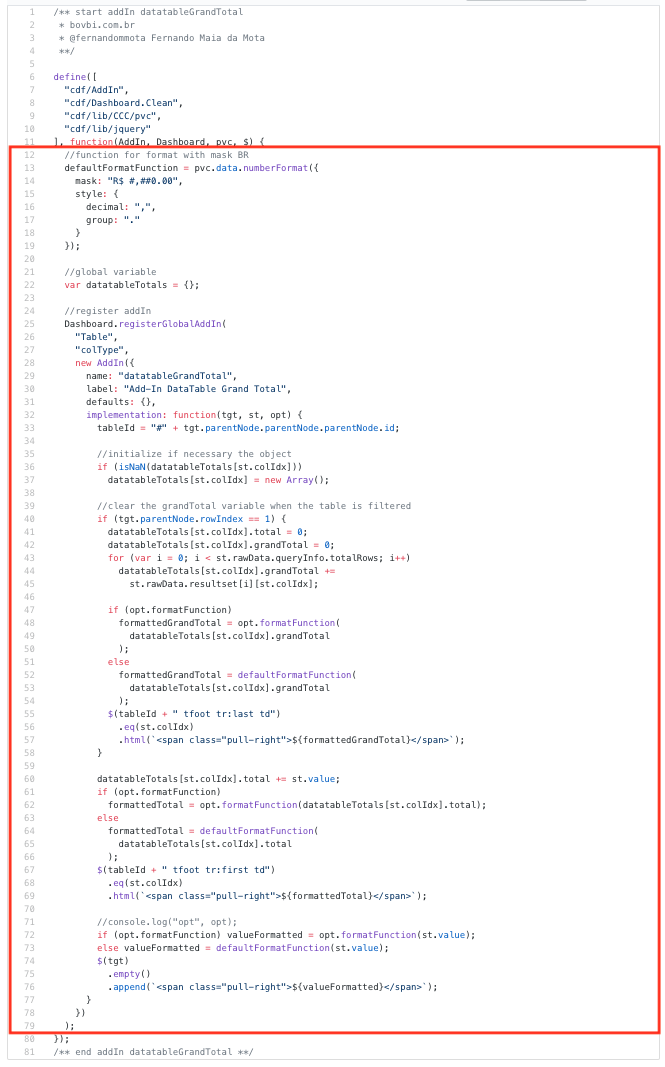 1 /** start addIn datatableGrandTotal
2  * bovbi.com.br
3  * @fernandommota Fernando Maia da Mota
4  **/
5
6 define([
7   "cdf/AddIn",
8   "cdf/Dashboard.Clean",
9   "cdf/lib/CCC/pvc",
10   "cdf/lib/jquery"
11 ], function(AddIn, Dashboard, pvc, $) {
12   //function for format with mask BR
13   defaultFormatFunction = pvc.data.numberFormat({
14     mask: "R$ #,##0.00",
15     style: {
16       decimal: ",",
17       group: "."
18     }
19   });
20
21   //global variable
22   var datatableTotals = {};
23
24   //register addIn
25   Dashboard.registerGlobalAddIn(
26     "Table",
27     "colType",
28     new AddIn({
29       name: "datatableGrandTotal",
30       label: "Add-In DataTable Grand Total",
31       defaults: {},
32       implementation: function(tgt, st, opt) {
33         tableId = "#" + tgt.parentNode.parentNode.parentNode.id;
34
35         //initialize if necessary the object
36         if (isNaN(datatableTotals[st.colIdx]))
37           datatableTotals[st.colIdx] = new Array();
38
39         //clear the grandTotal variable when the table is filtered
40         if (tgt.parentNode.rowIndex == 1) {
41           datatableTotals[st.colIdx].total = 0;
42           datatableTotals[st.colIdx].grandTotal = 0;
43           for (var i = 0; i < st.rawData.queryInfo.totalRows; i++)
44             datatableTotals[st.colIdx].grandTotal +=
45               st.rawData.resultset[i][st.colIdx];
46
47           if (opt.formatFunction)
48             formattedGrandTotal = opt.formatFunction(
49               datatableTotals[st.colIdx].grandTotal
50             );
51           else
52             formattedGrandTotal = defaultFormatFunction(
53               datatableTotals[st.colIdx].grandTotal
54             );
55           $(tableId + " tfoot tr:last td")
56             .eq(st.colIdx)
57             .html(`<span class="pull-right">${formattedGrandTotal}</span>`);
58         }
59
60         datatableTotals[st.colIdx].total += st.value;
61         if (opt.formatFunction)
62           formattedTotal = opt.formatFunction(datatableTotals[st.colIdx].total);
63         else
64           formattedTotal = defaultFormatFunction(
65             datatableTotals[st.colIdx].total
66           );
67         $(tableId + " tfoot tr:first td")
68           .eq(st.colIdx)
69           .html(`<span class="pull-right">${formattedTotal}</span>`);
70
71         //console.log("opt", opt);
72         if (opt.formatFunction) valueFormatted = opt.formatFunction(st.value);
73         else valueFormatted = defaultFormatFunction(st.value);
74         $(tgt)
75           .empty()
76           .append(`<span class="pull-right">${valueFormatted}</span>`);
77       }
78     })
79   );
80 });
81 /** end addIn datatableGrandTotal **/